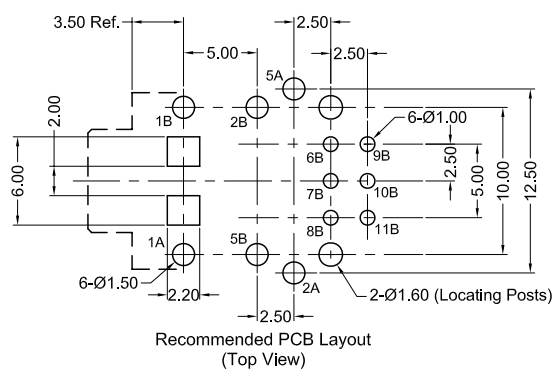 3.50 Ref.
2.50
5.00
2.50
5A
1B
2B
6-Ø1.00
2.00
6B
9B
6.00
7B
10B
2.50
5.00
10.00
12.50
8B
11B
1A
5B
2A
6-Ø1.50
2.20
2-Ø1.60 (Locating Posts)
2.50
Recommended PCB Layout
(Top View)